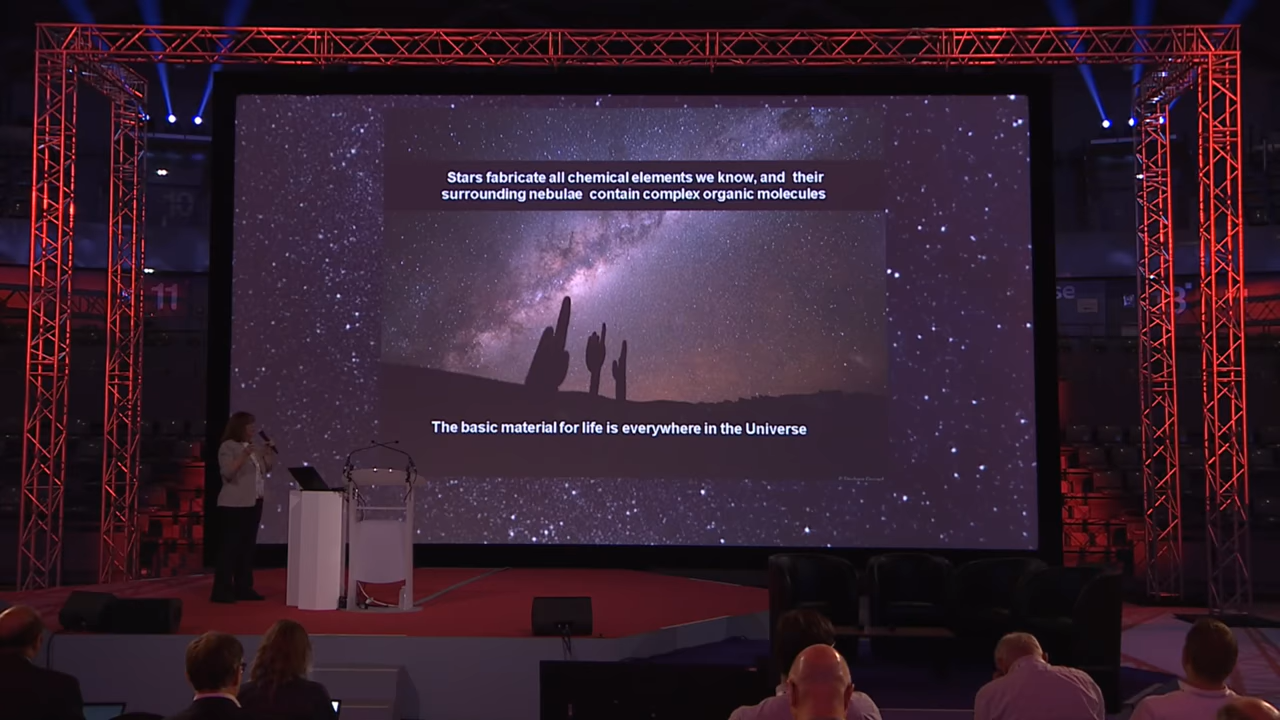 Stars fabricate all chemical elements we know, and their
surrounding nebulae contain complex organic molecules
The basic material for life is everywhere in the Universe
11
se